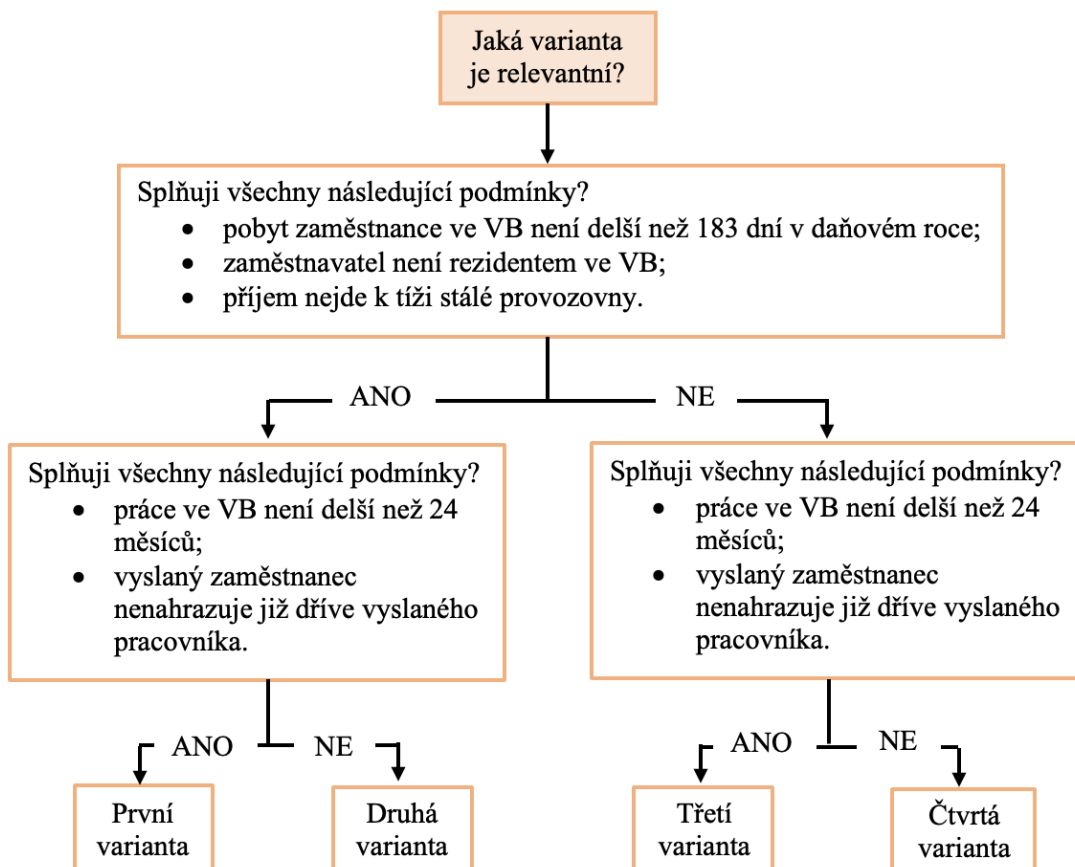 Jaká varianta
je relevantní?
Splňuji všechny následující podmínky?
• pobyt zaměstnance ve VB není delší než 183 dní v daňovém roce;
• zaměstnavatel není rezidentem ve VB;
• příjem nejde k tíži stálé provozovny.
ANO
NE
Splňuji všechny následující podmínky?
• práce ve VB není delší než 24
měsíců;
• vyslaný zaměstnanec
nenahrazuje již dříve vyslaného
pracovníka.
Splňuji všechny následující podmínky?
• práce ve VB není delší než 24
měsíců;
• vyslaný zaměstnanec
nenahrazuje již dříve vyslaného
pracovníka.
ANO
NE
ANO
NE
První
varianta
Druhá
varianta
Třetí
varianta
Čtvrtá
varianta